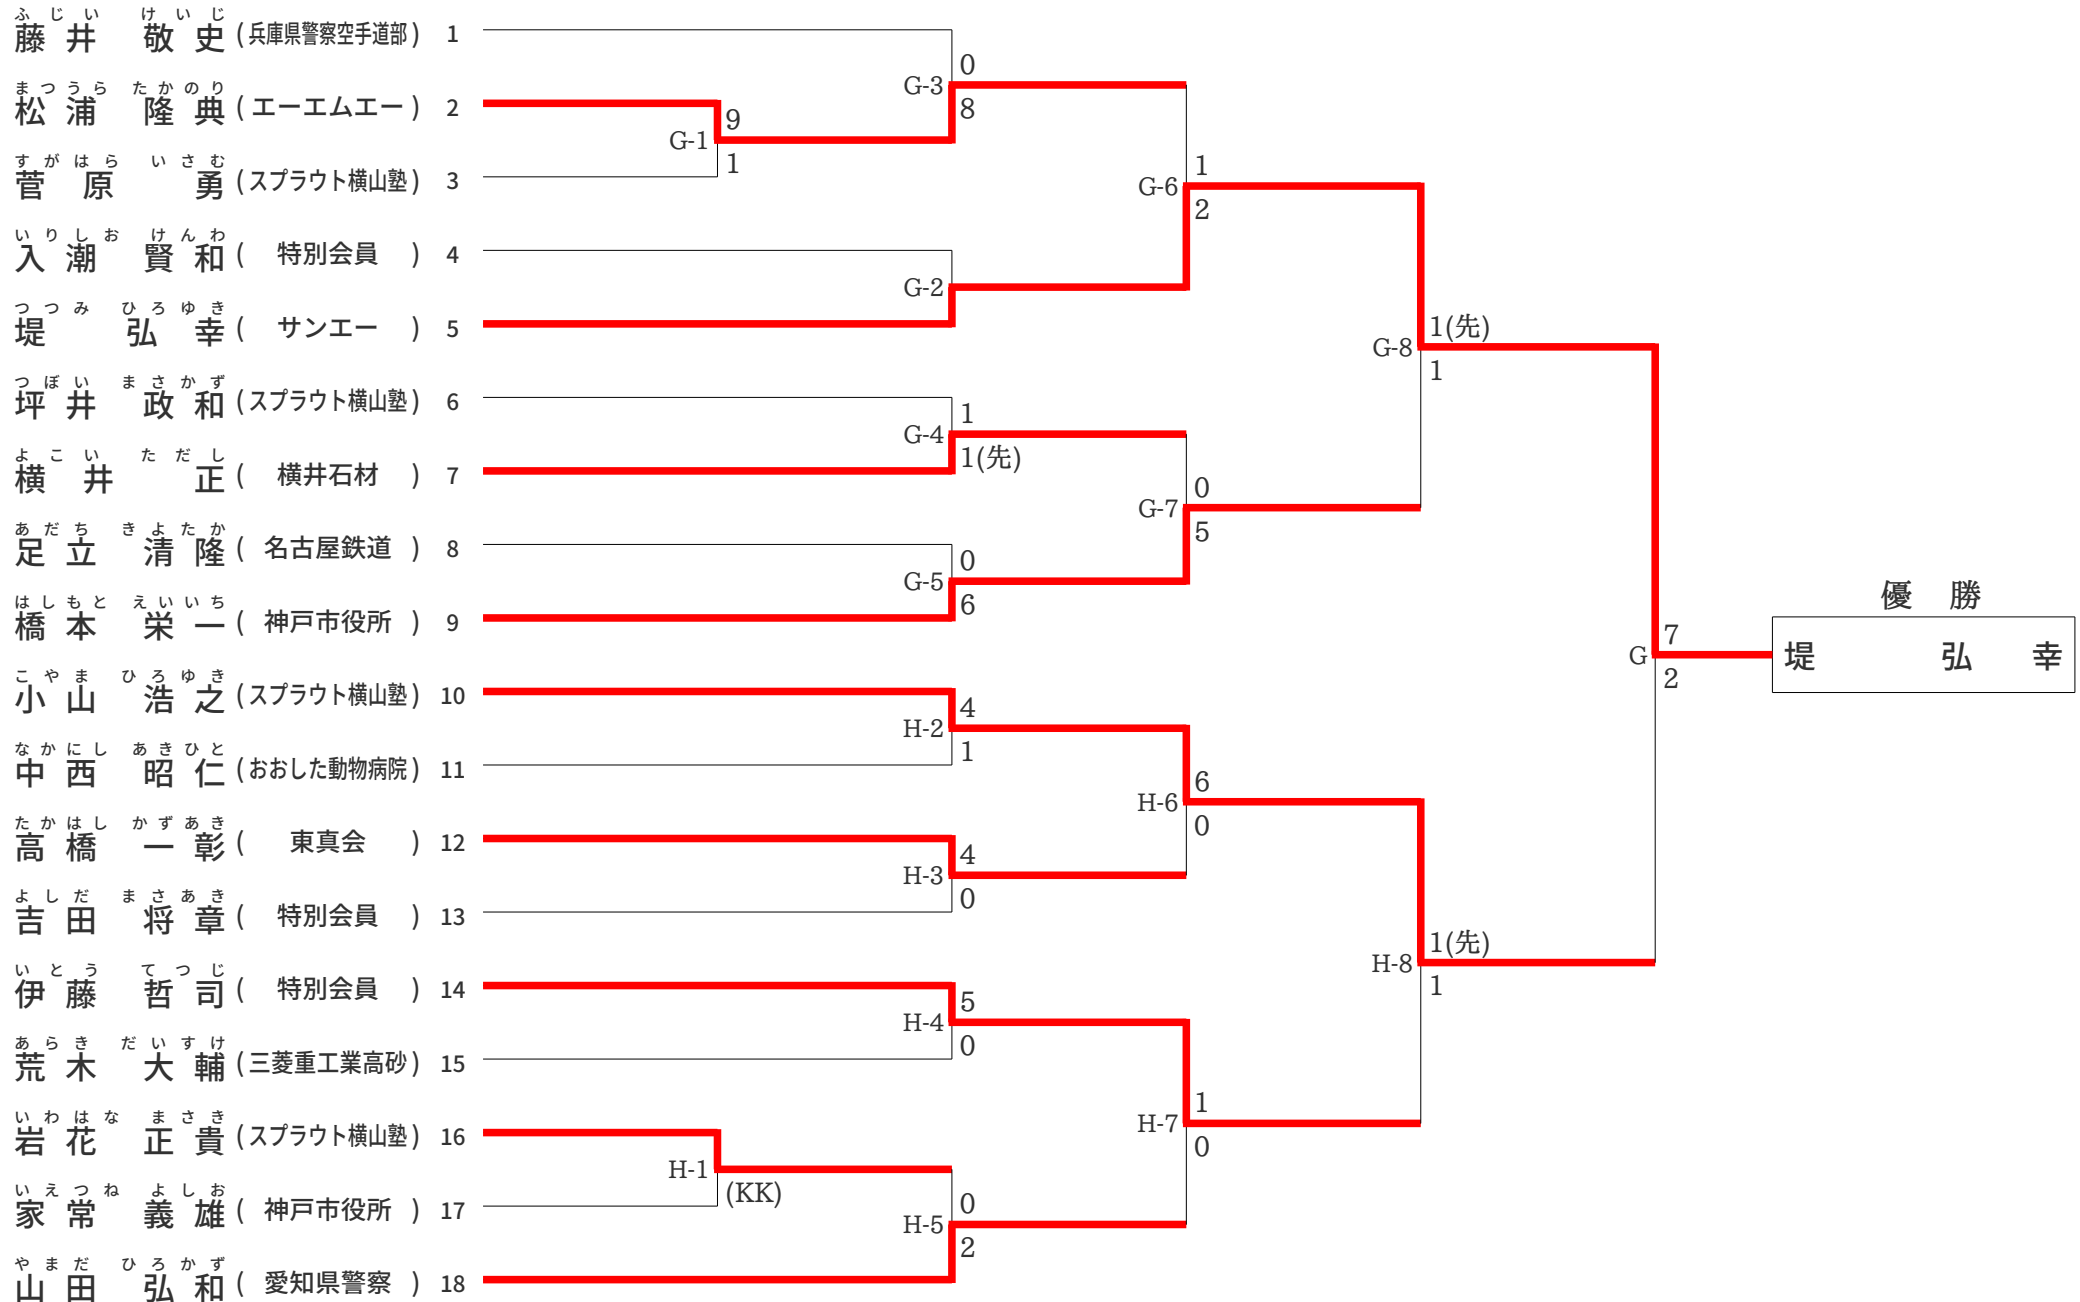 ふじい けいじ
藤井 敬史 (兵庫県警察空手道部) 1
まつうら たかのり
松浦 隆典 (エーエムエー) 2
すがはら いさむ
菅原 勇 (スプラウト横山塾) 3
いりしお けんわ
入潮 賢和 (特別会員) 4
つつみ ひろゆき
堤 弘幸 (サンエー) 5
つぼい まさかず
坪井 政和 (スプラウト横山塾) 6
よこい ただし
横井 正 (横井石材) 7
あだち きよたか
足立 清隆 (名古屋鉄道) 8
はしもと えいいち
橋本 栄一 (神戸市役所) 9
こやま ひろゆき
小山 浩之 (スプラウト横山塾) 10
なかにし あきひと
中西 昭仁 (おおした動物病院) 11
たかはし かずあき
高橋 一彰 (東真会) 12
よしだ まさあき
吉田 将章 (特別会員) 13
いとう てつじ
伊藤 哲司 (特別会員) 14
あらき だいすけ
荒木 大輔 (三菱重工業高砂) 15
いわはな まさき
岩花 正貴 (スプラウト横山塾) 16
いえつね よしお
家常 義雄 (神戸市役所) 17
やまだ ひろかず
山田 弘和 (愛知県警察) 18
G-1
9
1
H-1
(KK)
G-3
0
8
G-2
G-4
1
1(先)
G-5
0
6
H-2
4
1
H-3
4
0
H-4
5
0
H-5
0
2
G-6
1
2
G-7
0
5
H-6
6
0
H-7
1
0
G-8
1(先)
1
H-8
1(先)
1
G
7
2
優 勝
堤 弘 幸